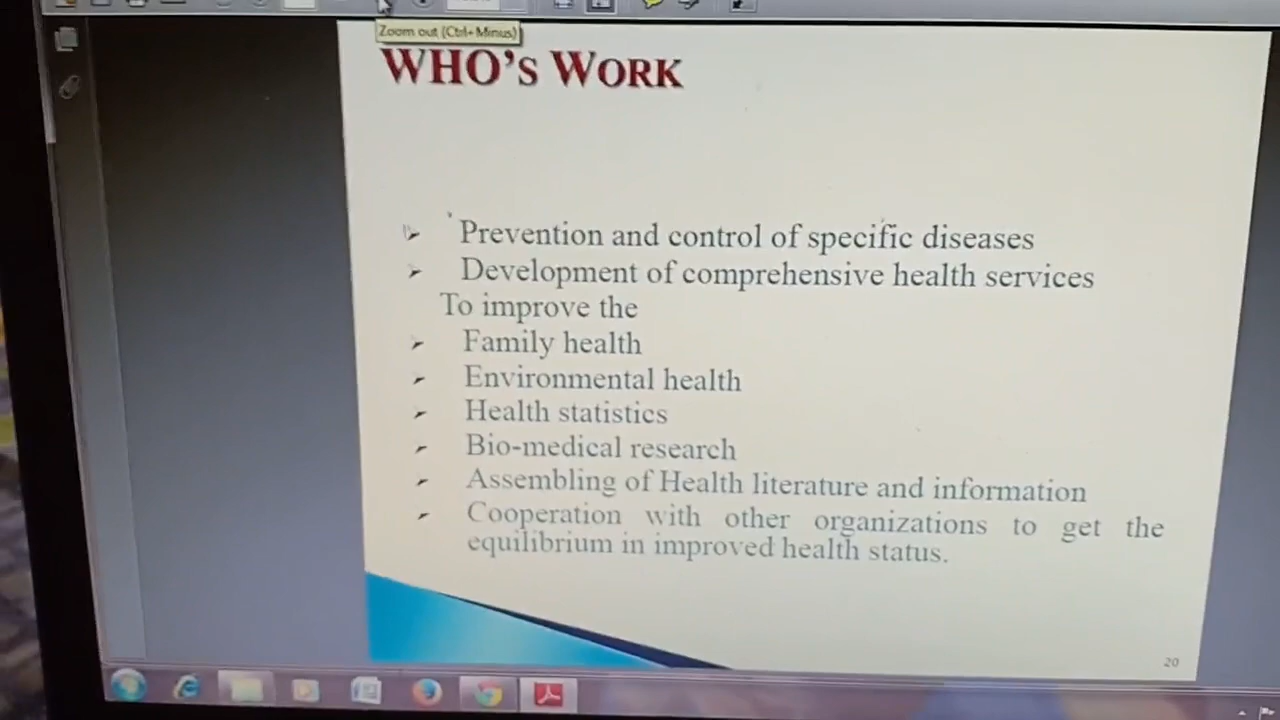 Zoom out (Ctrl+Minus)
WHO'S WORK
Prevention and control of specific diseases
Development of comprehensive health services
To improve the
Family health
Environmental health
Health statistics
Bio-medical research
Assembling of Health literature and information
Cooperation with other organizations to get the
equilibrium in improved health status.
20